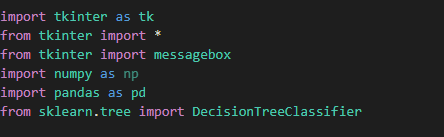 import tkinter as tk
from tkinter import *
from tkinter import messagebox
import numpy as np
import pandas as pd
from sklearn.tree import DecisionTreeClassifier